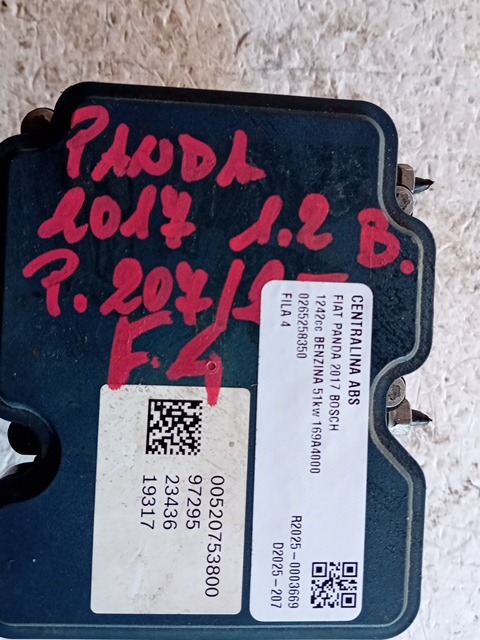 PANDA
2017 1.2 B.
P. 207/
F.4
CENTRALINA ABS
FIAT PANDA 2017 BOSCH
1242cc BENZINA 51kw 169A4000
0265258350
FILA 4
R2025-0003669
D2025-207
00520753800
97295
23436
19317